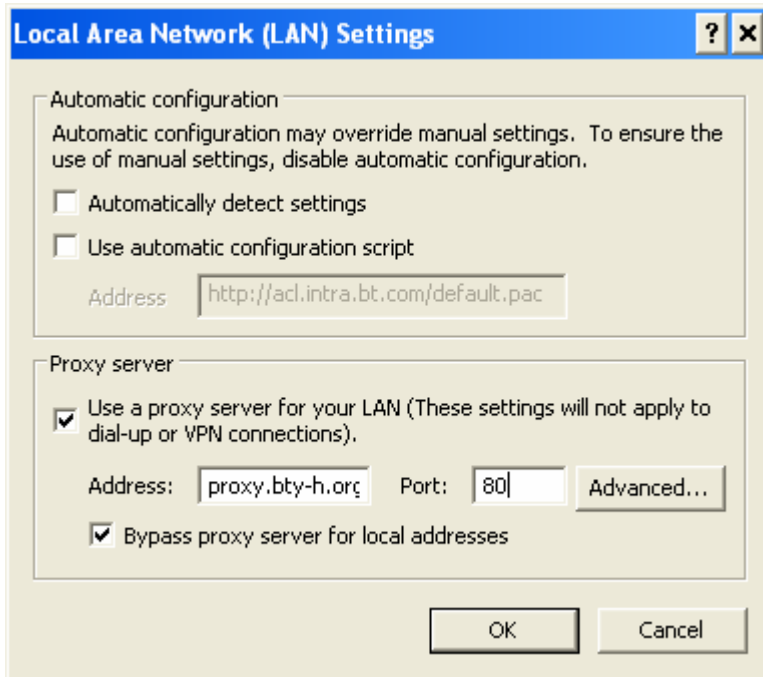 Local Area Network (LAN) Settings
Automatic configuration
Automatic configuration may override manual settings. To ensure the
use of manual settings, disable automatic configuration.
Automatically detect settings
Use automatic configuration script
Address http://acl.intra.bt.com/default.pac
Proxy server
Use a proxy server for your LAN (These settings will not apply to
dial-up or VPN connections).
Address: proxy.bty-h.org Port: 80 Advanced...
Bypass proxy server for local addresses
OK Cancel